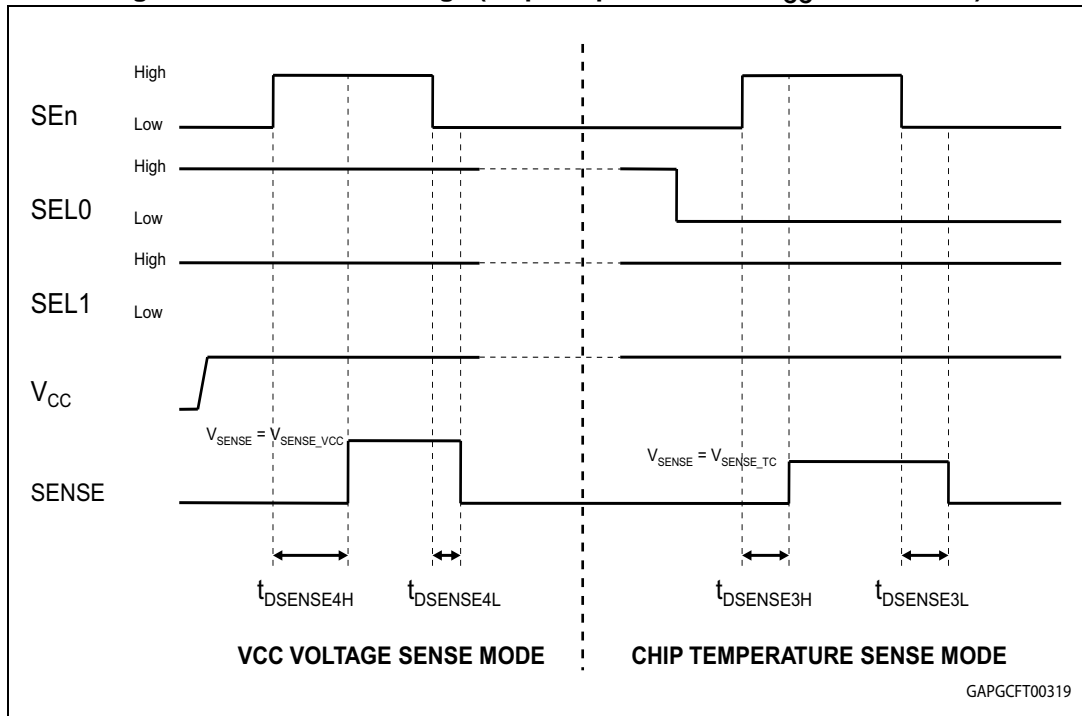 High
SEn
Low
High
SEL0
Low
High
SEL1
Low
VCC
VSENSE = VSENSE_VCC
VSENSE = VSENSE_TC
SENSE
tDSENSE4H
tDSENSE4L
tDSENSE3H
tDSENSE3L
VCC VOLTAGE SENSE MODE
CHIP TEMPERATURE SENSE MODE
GAPGCFT00319